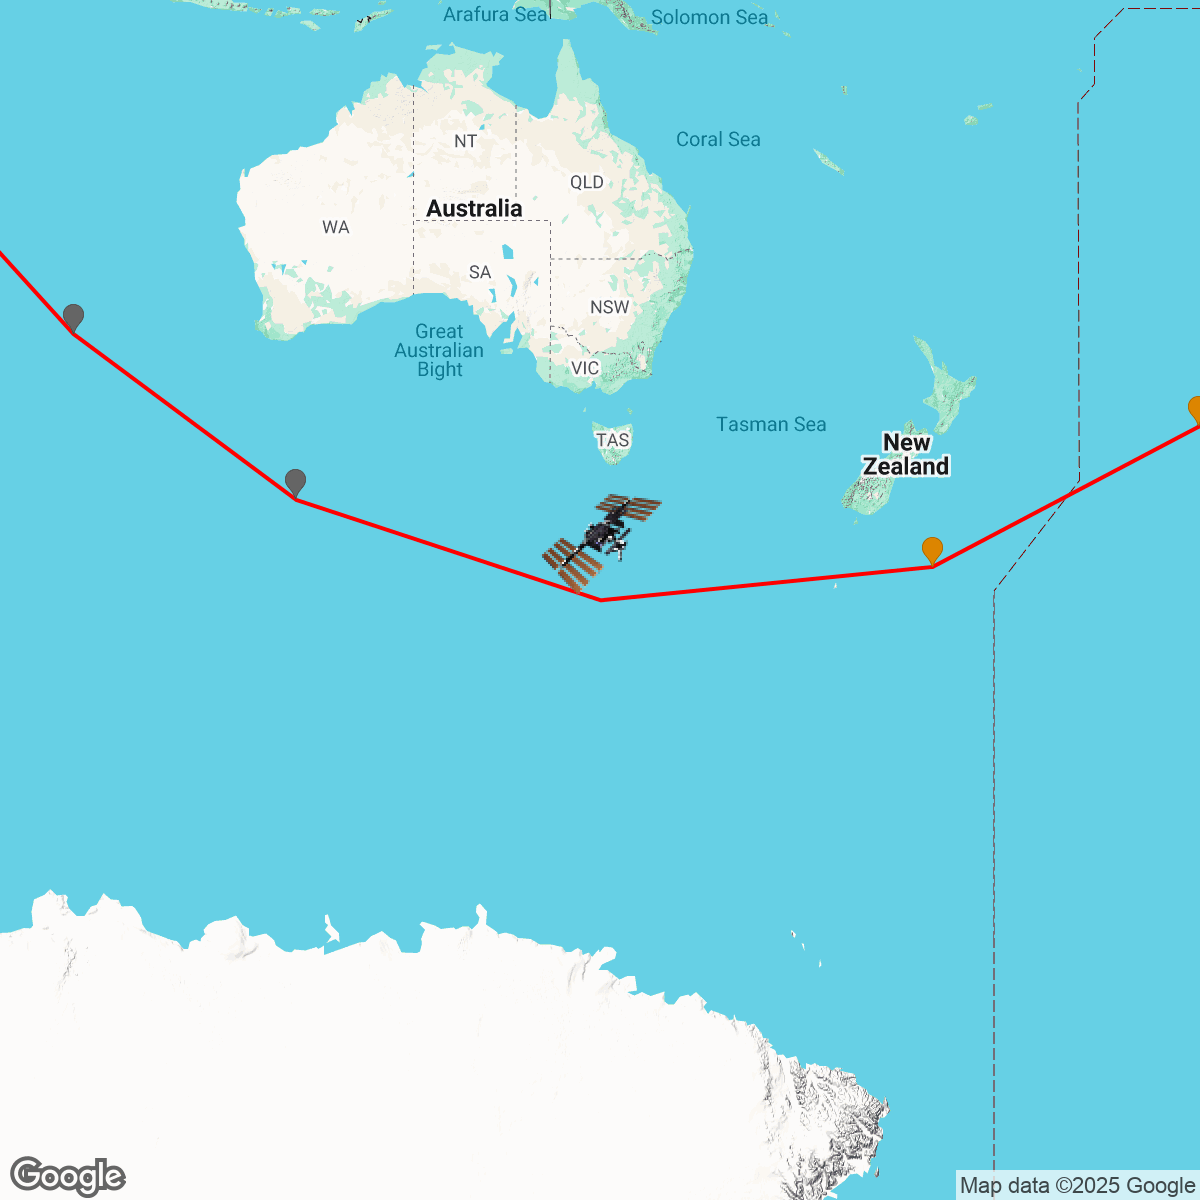 Arafura Sea
Solomon Sea
Coral Sea
NT
QLD
Australia
WA
SA
NSW
Great
Australian
Bight
VIC
TAS
Tasman Sea
New
Zealand
Google
Map data ©2025 Google